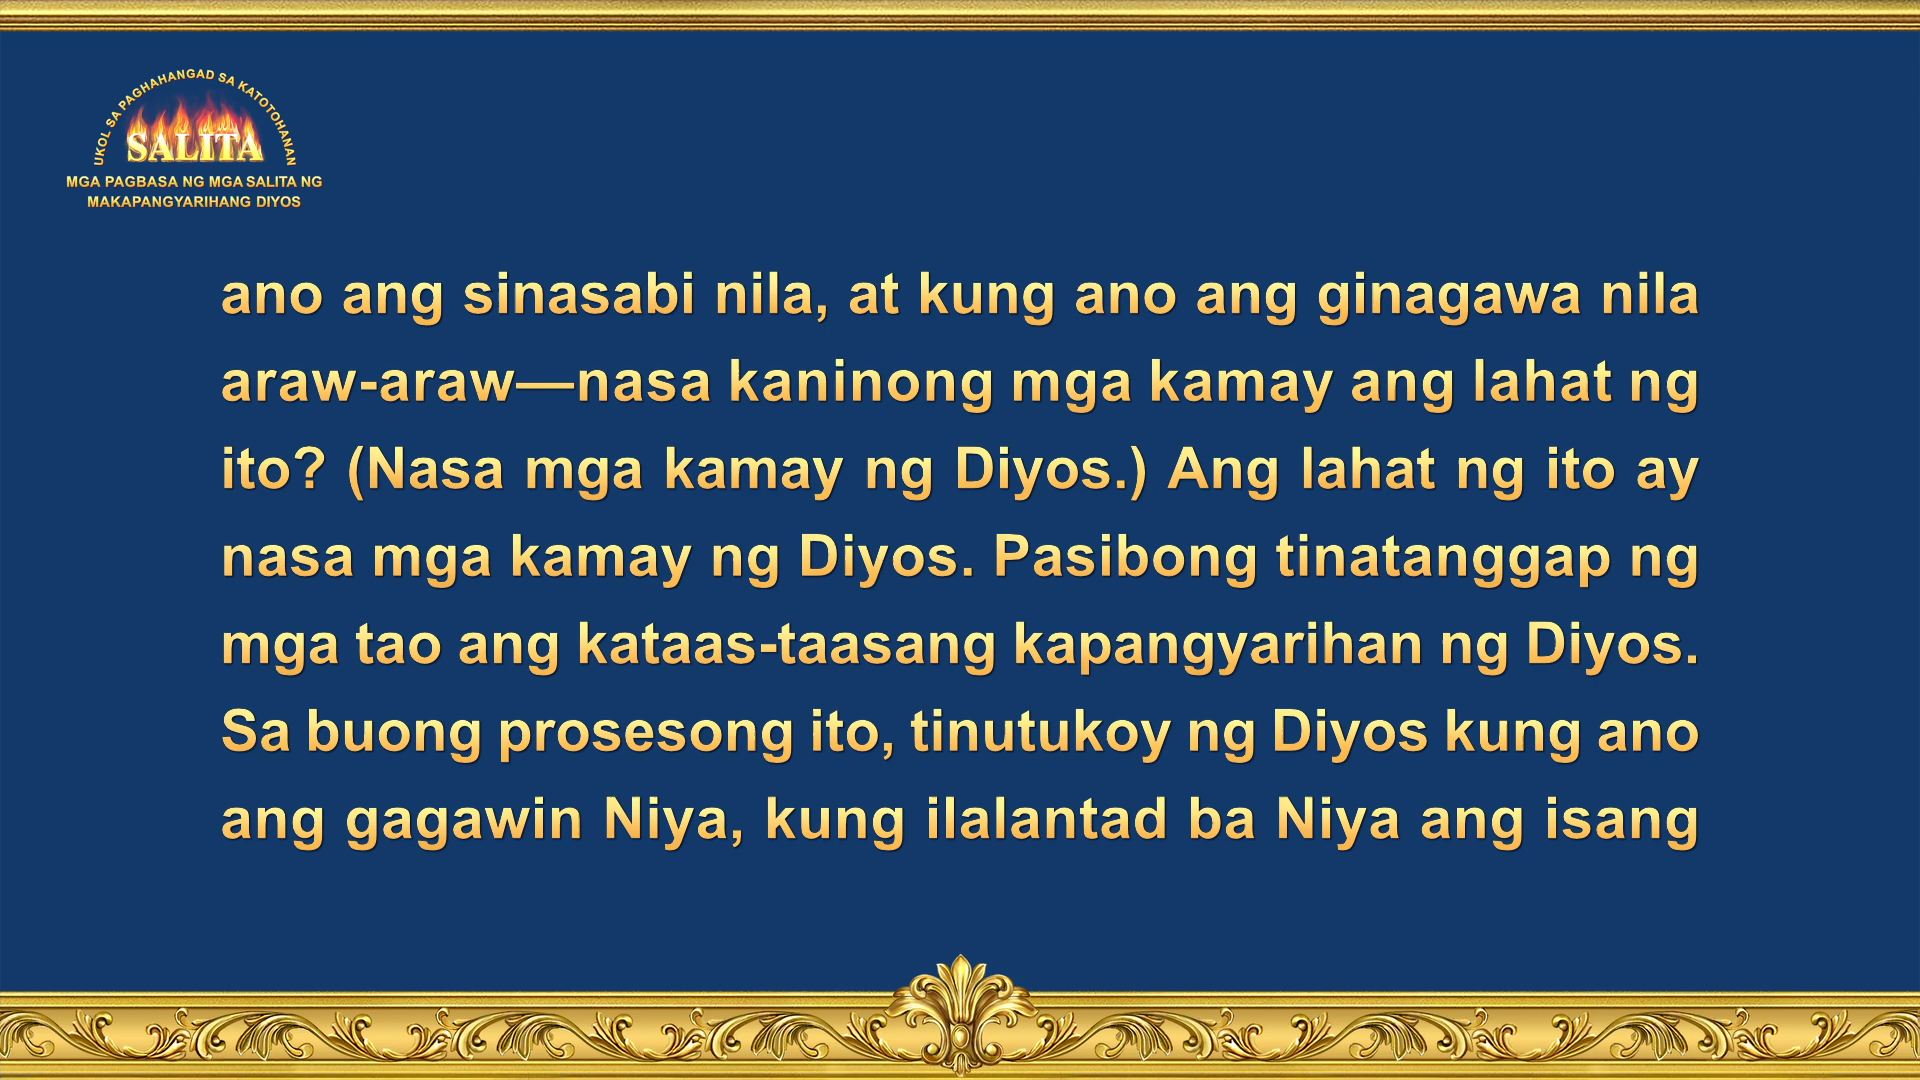 UKOL SA PAGHAHANGAD SA KATOTOHANAN
SALITA
MGA PAGBASA NG MGA SALITA NG
MAKAPANGYARIHANG DIYOS
ano ang sinasabi nila, at kung ano ang ginagawa nila
araw-araw—nasa kaninong mga kamay ang lahat ng
ito? (Nasa mga kamay ng Diyos.) Ang lahat ng ito ay
nasa mga kamay ng Diyos. Pasibong tinatanggap ng
mga tao ang kataas-taasang kapangyarihan ng Diyos.
Sa buong prosesong ito, tinutukoy ng Diyos kung ano
ang gagawin Niya, kung ilalantad ba Niya ang isang